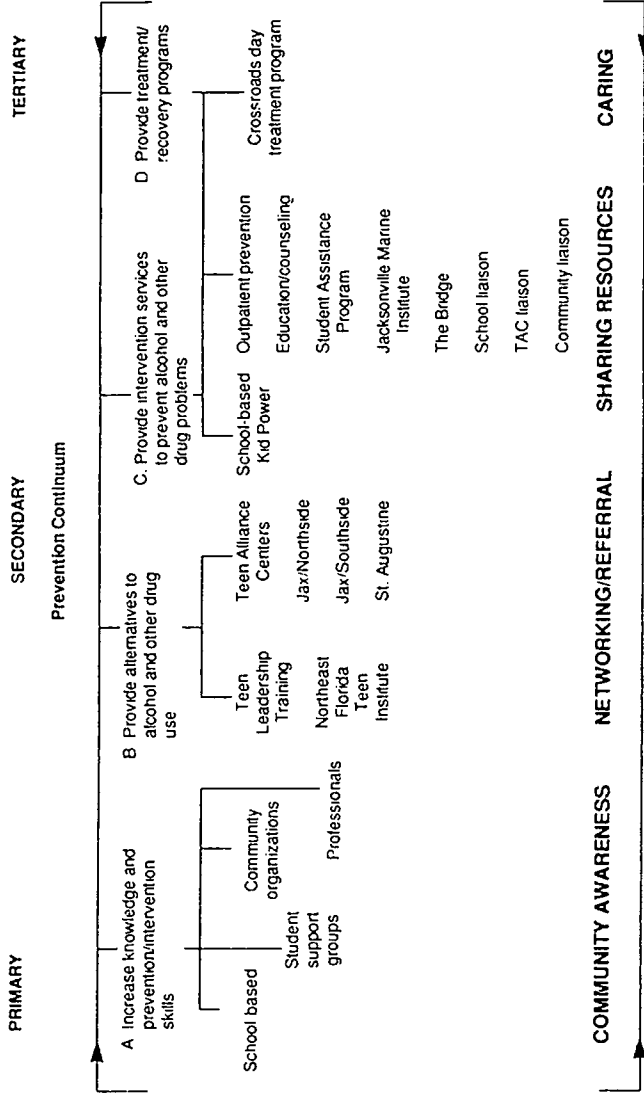 PRIMARY
SECONDARY
TERTIARY
Prevention Continuum
A Increase knowledge and
prevention/intervention
skills
School based
Student
support
groups
Community
organizations
Professionals
B Provide alternatives to
alcohol and other drug
use
Teen
Leadership
Training
Northeast
Florida
Teen
Institute
Teen Alliance
Centers
Jax/Northside
Jax/Southside
St. Augustine
C. Provide intervention services
to prevent alcohol and other
drug problems
School-based
Kid Power
Outpatient prevention
Education/counseling
Student Assistance
Program
Jacksonville Marine
Institute
The Bridge
School liaison
TAC liaison
Community liaison
D Provide treatment/
recovery programs
Crossroads day
treatment program
COMMUNITY AWARENESS
NETWORKING/REFERRAL
SHARING RESOURCES
CARING